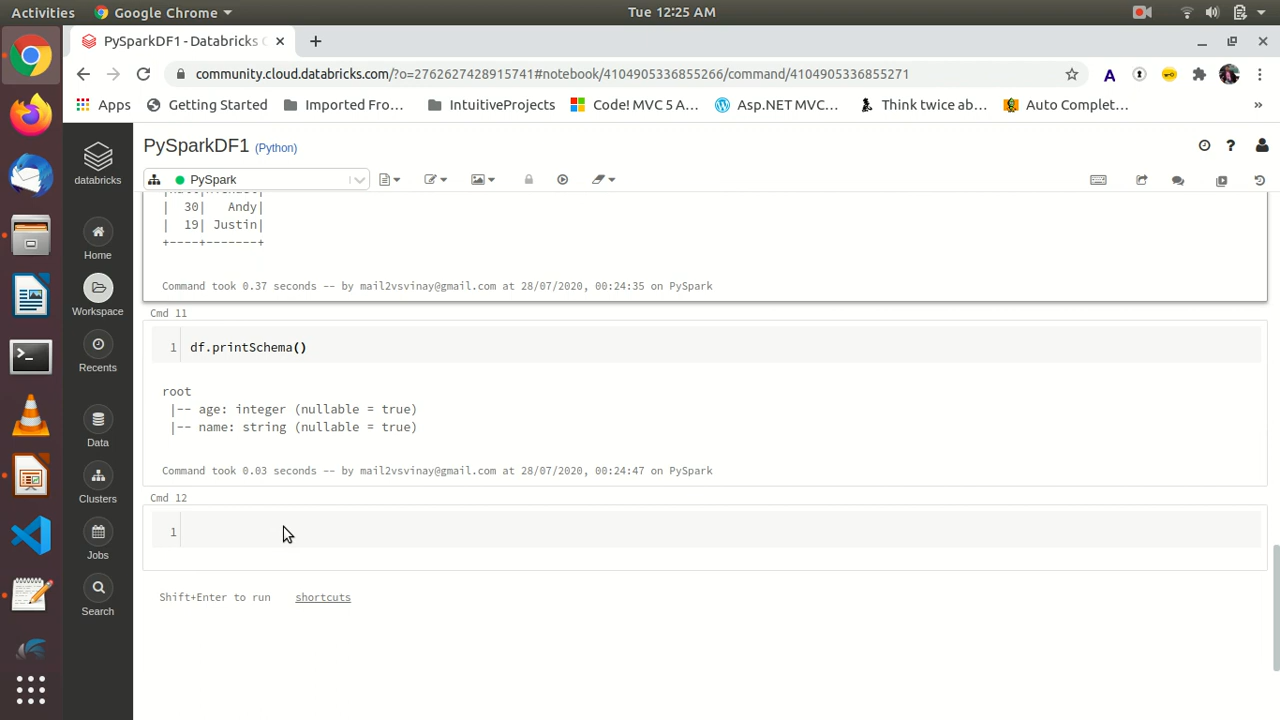 Activities Google Chrome Tue 12:25 AM
PySparkDF1 - Databricks
community.cloud.databricks.com/?o=2762627428915741#notebook/4104905336855266/command/4104905336855271
Apps Getting Started Imported Fro... IntuitiveProjects Code! MVC 5 A... Asp.NET MVC... Think twice ab... Auto Complet... »
PySparkDF1 (Python)
databricks
PySpark
Home
Workspace
Recents
Data
Clusters
Jobs
Search
| 30| Andy|
| 19| Justin|
+----+-------+
Command took 0.37 seconds -- by mail2vsvinay@gmail.com at 28/07/2020, 00:24:35 on PySpark
Cmd 11
1 df.printSchema()
root
|-- age: integer (nullable = true)
|-- name: string (nullable = true)
Command took 0.03 seconds -- by mail2vsvinay@gmail.com at 28/07/2020, 00:24:47 on PySpark
Cmd 12
1
Shift+Enter to run shortcuts